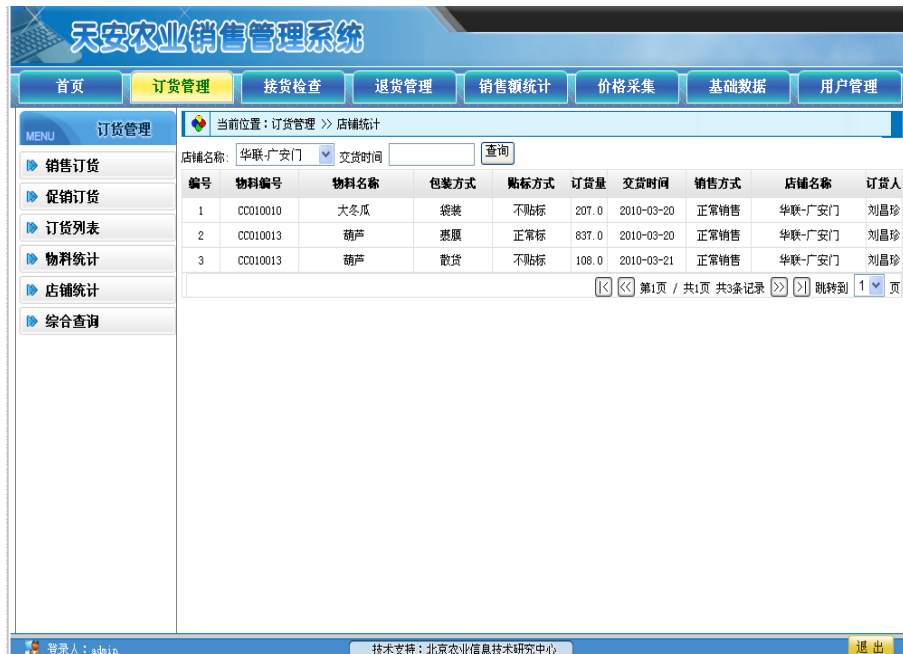 天安农业销售管理系统
首页 订货管理 接货检查 退货管理 销售额统计 价格采集 基础数据 用户管理
MENU 订货管理
销售订货
促销订货
订货列表
物料统计
店铺统计
综合查询
当前位置：订货管理 >> 店铺统计
店铺名称: 华联-广安门 交货时间 查询
编号 物料编号 物料名称 包装方式 贴标方式 订货量 交货时间 销售方式 店铺名称 订货人
1 CC010010 大冬瓜 袋装 不贴标 207.0 2010-03-20 正常销售 华联-广安门 刘昌珍
2 CC010013 葫芦 裹膜 正常标 837.0 2010-03-20 正常销售 华联-广安门 刘昌珍
3 CC010013 葫芦 散货 不贴标 108.0 2010-03-21 正常销售 华联-广安门 刘昌珍
|< << 第1页 / 共1页 共3条记录 >> >| 跳转到 1 页
登录人：admin 技术支持：北京农业信息技术研究中心 退 出